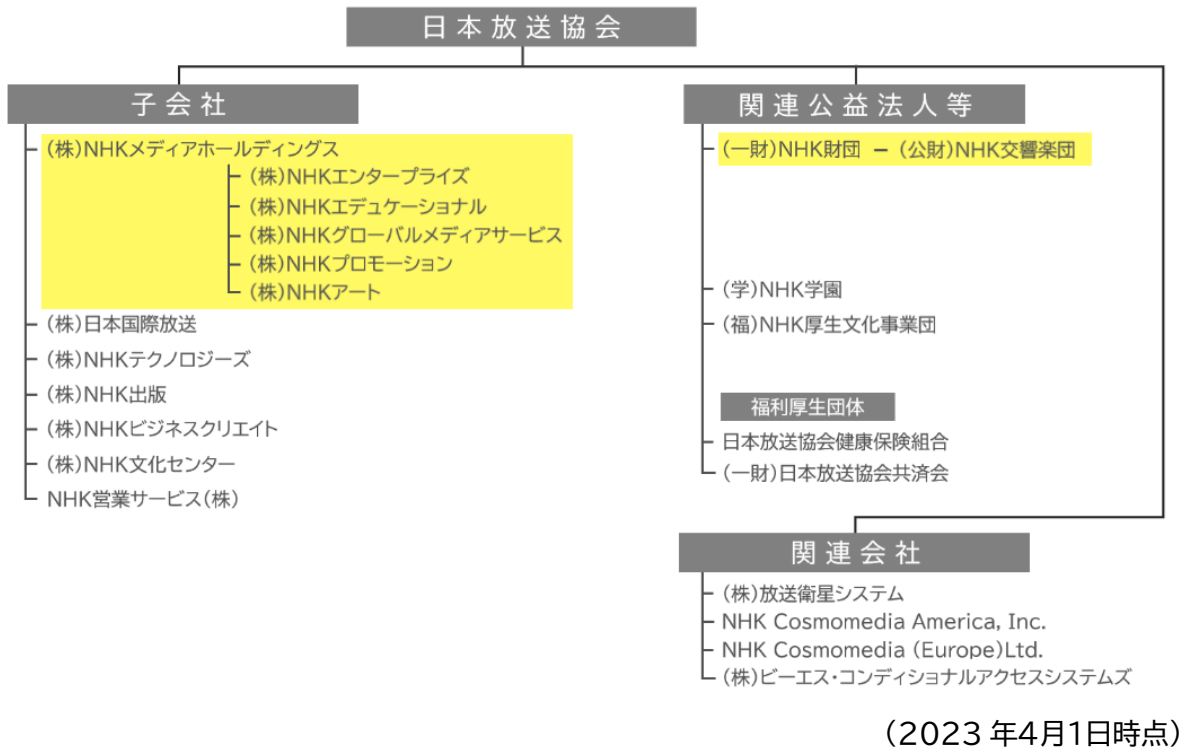 日本放送協会
子会社
(株)NHKメディアホールディングス
(株)NHKエンタープライズ
(株)NHKエデュケーショナル
(株)NHKグローバルメディアサービス
(株)NHKプロモーション
(株)NHKアート
(株)日本国際放送
(株)NHKテクノロジーズ
(株)NHK出版
(株)NHKビジネスクリエイト
(株)NHK文化センター
NHK営業サービス(株)
関連公益法人等
(一財)NHK財団 − (公財)NHK交響楽団
(学)NHK学園
(福)NHK厚生文化事業団
福利厚生団体
日本放送協会健康保険組合
(一財)日本放送協会共済会
関連会社
(株)放送衛星システム
NHK Cosmomedia America, Inc.
NHK Cosmomedia (Europe)Ltd.
(株)ビーエス・コンディショナルアクセスシステムズ
(2023 年4月1日時点)